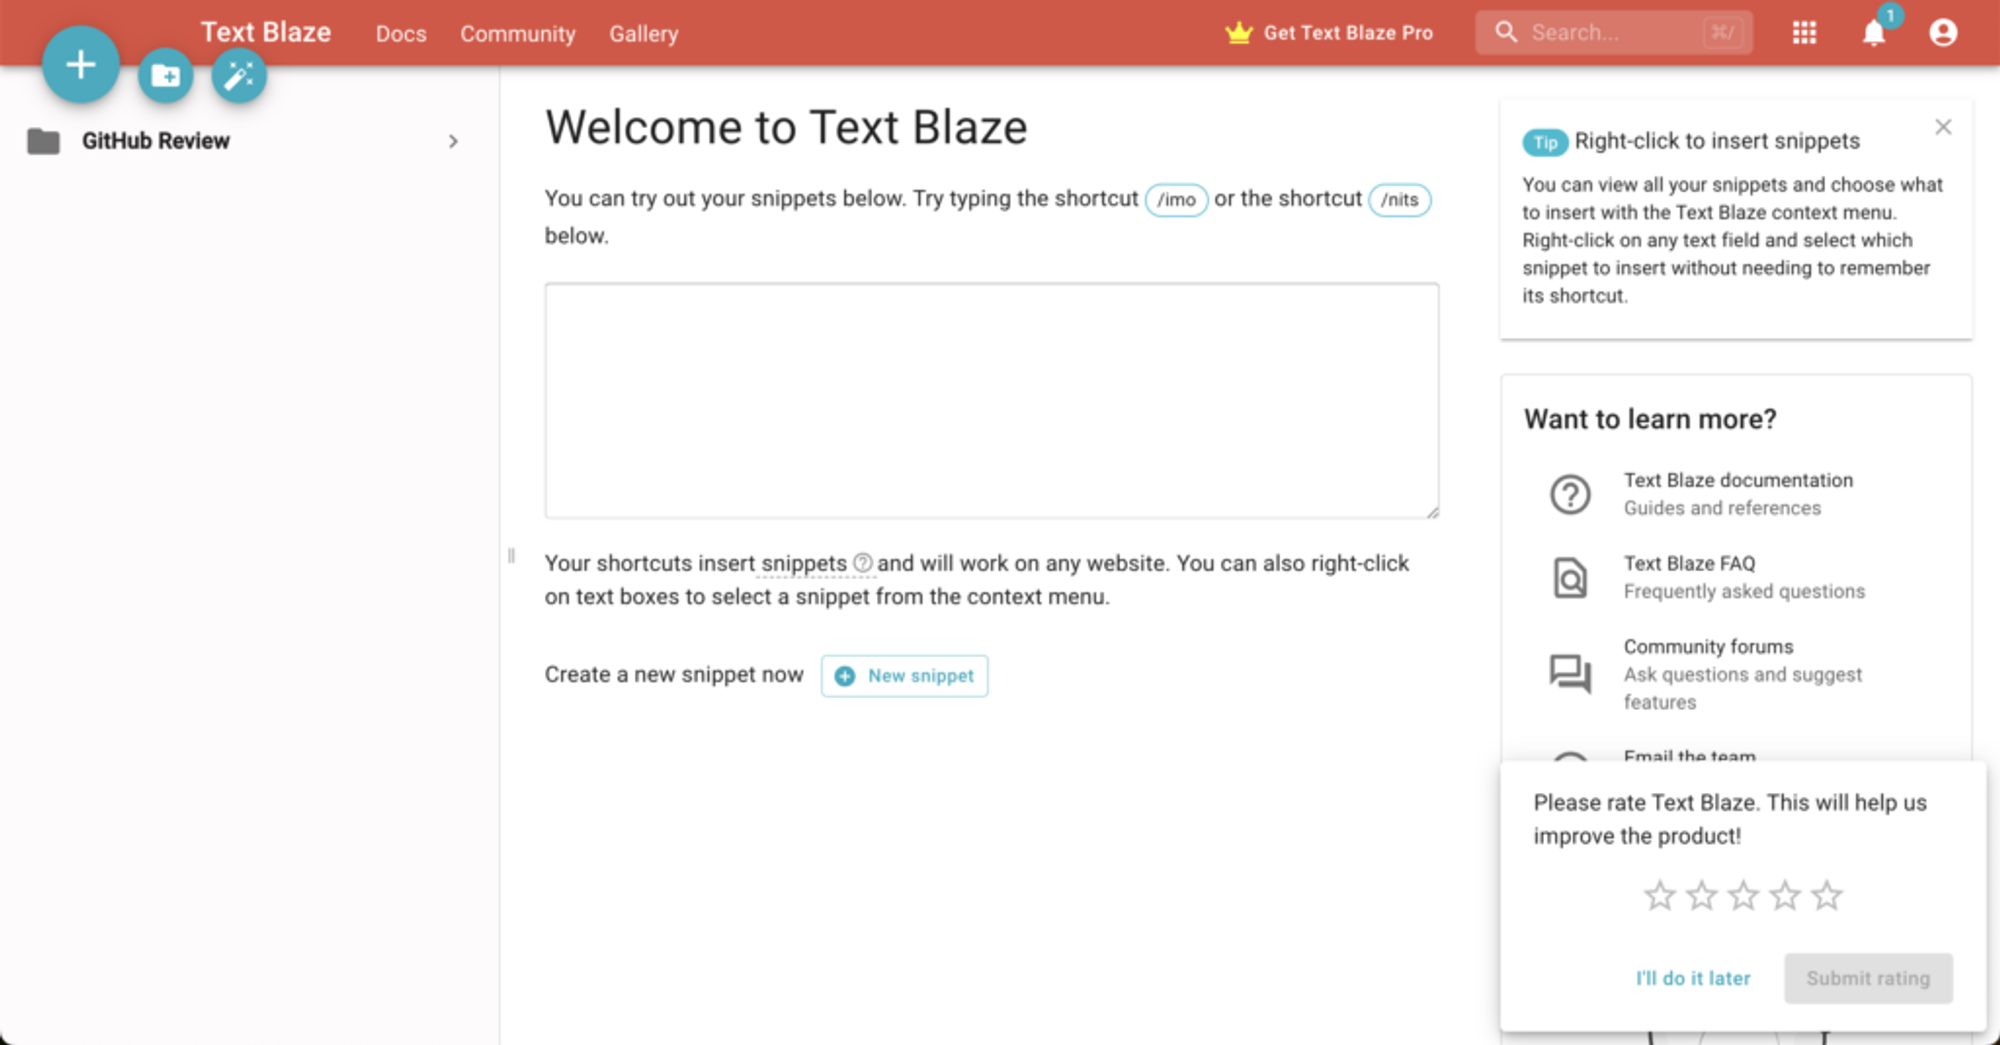 Text Blaze Docs Community Gallery Get Text Blaze Pro Search... ⌘/ 1
GitHub Review
Welcome to Text Blaze
You can try out your snippets below. Try typing the shortcut /imo or the shortcut /nits
below.
Your shortcuts insert snippets and will work on any website. You can also right-click
on text boxes to select a snippet from the context menu.
Create a new snippet now New snippet
Tip Right-click to insert snippets
You can view all your snippets and choose what
to insert with the Text Blaze context menu.
Right-click on any text field and select which
snippet to insert without needing to remember
its shortcut.
Want to learn more?
Text Blaze documentation
Guides and references
Text Blaze FAQ
Frequently asked questions
Community forums
Ask questions and suggest
features
Email the team
Please rate Text Blaze. This will help us
improve the product!
I'll do it later Submit rating